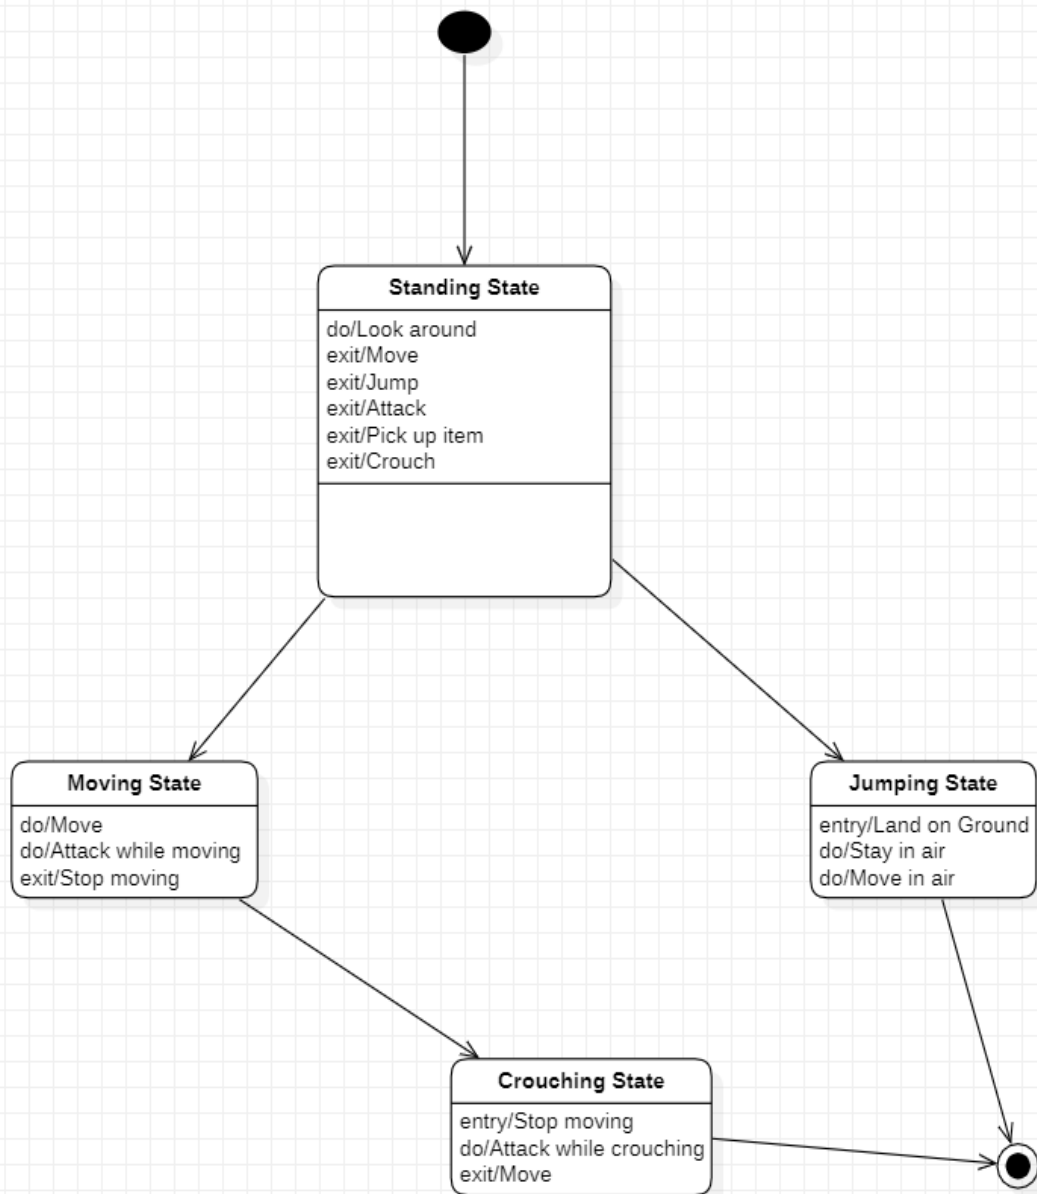 Standing State
do/Look around
exit/Move
exit/Jump
exit/Attack
exit/Pick up item
exit/Crouch
Moving State
do/Move
do/Attack while moving
exit/Stop moving
Jumping State
entry/Land on Ground
do/Stay in air
do/Move in air
Crouching State
entry/Stop moving
do/Attack while crouching
exit/Move